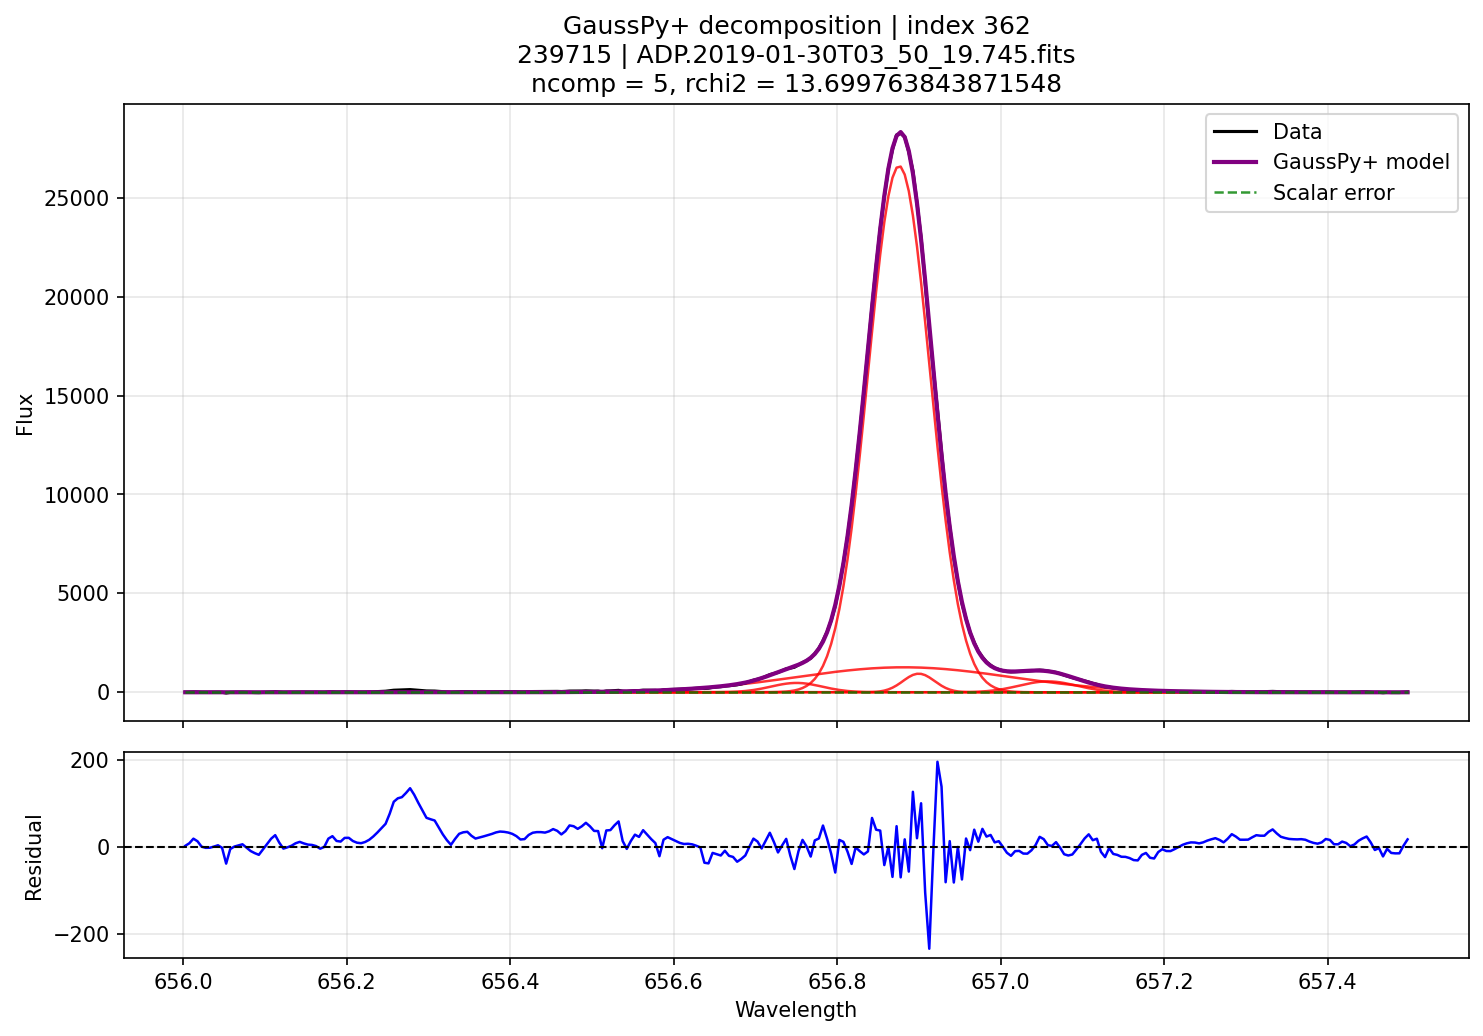 GaussPy+ decomposition | index 362
239715 | ADP.2019-01-30T03_50_19.745.fits
ncomp = 5, rchi2 = 13.699763843871548
Data
GaussPy+ model
Scalar error
Flux
25000
20000
15000
10000
5000
0
Residual
200
0
−200
656.0
656.2
656.4
656.6
656.8
657.0
657.2
657.4
Wavelength